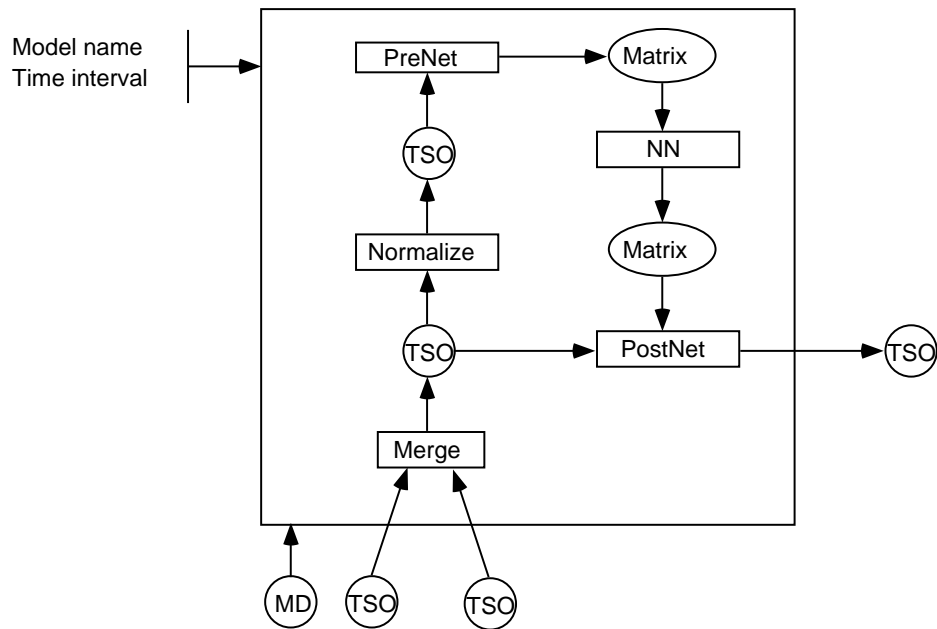 Model name
Time interval
PreNet
Matrix
TSO
NN
Normalize
Matrix
TSO
PostNet
TSO
Merge
MD
TSO
TSO